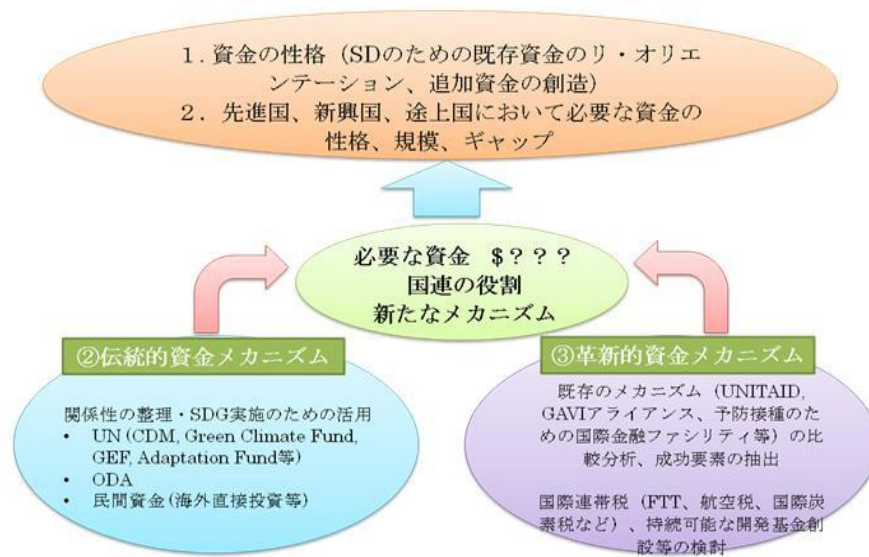 １. 資金の性格（SDのための既存資金のリ・オリエ
ンテーション、追加資金の創造）
２．先進国、新興国、途上国において必要な資金の
性格、規模、ギャップ
必要な資金　$？？？
国連の役割
新たなメカニズム
②伝統的資金メカニズム
関係性の整理・SDG実施のための活用
• UN (CDM, Green Climate Fund,
GEF, Adaptation Fund等)
• ODA
• 民間資金(海外直接投資等)
③革新的資金メカニズム
既存のメカニズム（UNITAID,
GAVIアライアンス、予防接種のた
めの国際金融ファシリティ等）の比
較分析、成功要素の抽出
国際連帯税（FTT、航空税、国際炭
素税など）、持続可能な開発基金創
設等の検討